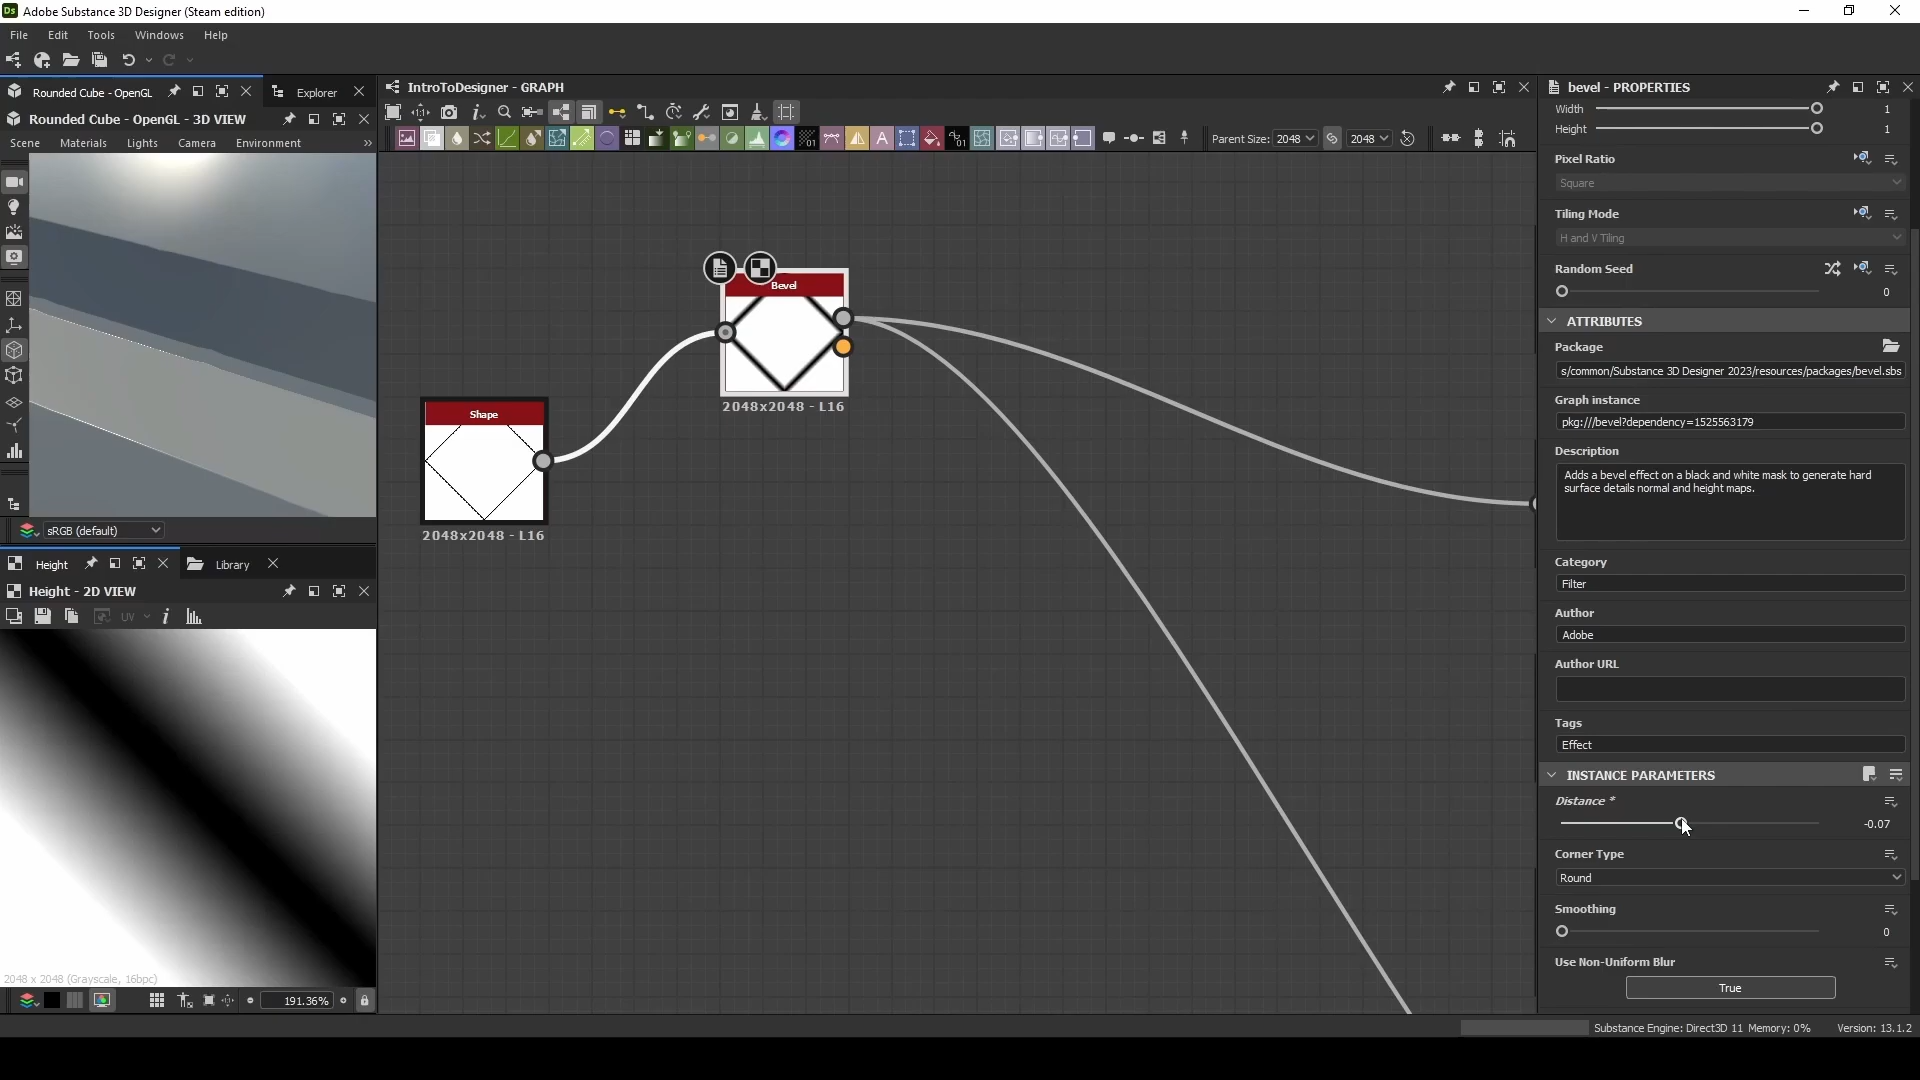 Ds Adobe Substance 3D Designer (Steam edition)
File Edit Tools Windows Help
Rounded Cube - OpenGL Explorer
IntroToDesigner - GRAPH
bevel - PROPERTIES
Rounded Cube - OpenGL - 3D VIEW
Scene Materials Lights Camera Environment »
Parent Size: 2048 2048
Width 1
Height 1
Pixel Ratio
Square
Tiling Mode
H and V Tiling
Random Seed
0
ATTRIBUTES
Package
s/common/Substance 3D Designer 2023/resources/packages/bevel.sbs
Graph instance
pkg:///bevel?dependency=1525563179
Description
Adds a bevel effect on a black and white mask to generate hard
surface details normal and height maps.
Category
Filter
Author
Adobe
Author URL
Tags
Effect
INSTANCE PARAMETERS
Distance *
-0.07
Corner Type
Round
Smoothing
0
Use Non-Uniform Blur
True
Bevel
2048x2048 - L16
Shape
2048x2048 - L16
sRGB (default)
Height Library
Height - 2D VIEW
UV
2048 x 2048 (Grayscale, 16bpc)
191.36%
Substance Engine: Direct3D 11 Memory: 0% Version: 13.1.2